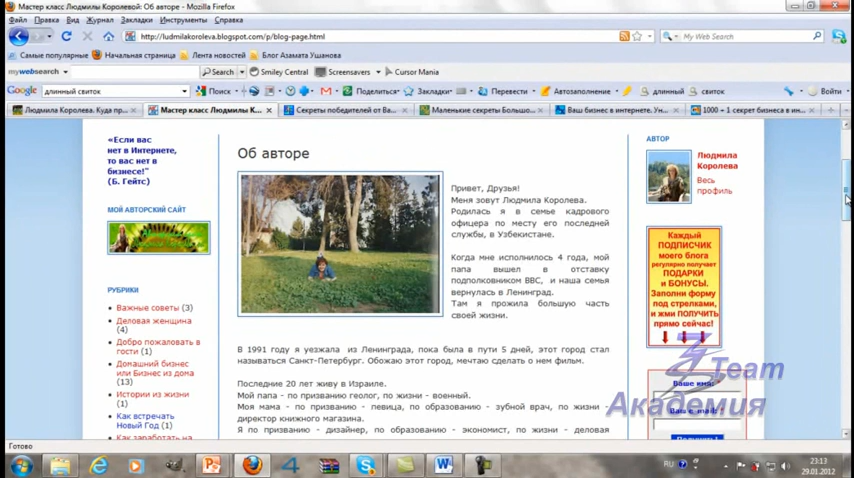 Мастер класс Людмилы Королевой: Об авторе - Mozilla Firefox
Файл Правка Вид Журнал Закладки Инструменты Справка
http://ludmilakoroleva.blogspot.com/p/blog-page.html
My Web Search
Самые популярные Начальная страница Лента новостей Блог Азамата Ушанова
mywebsearch Search Smiley Central Screensavers Cursor Mania
Google длинный свиток Поиск Поделиться Закладки Перевести Автозаполнение длинный свиток Войти
Людмила Королева. Куда пр... Мастер класс Людмилы К... Секреты победителей от Ва... Маленькие секреты Большо... Ваш бизнес в интернете. Ун... 1000 + 1 секрет бизнеса в ин...
«Если вас
нет в Интернете,
то вас нет в
бизнесе!"
(Б. Гейтс)
МОЙ АВТОРСКИЙ САЙТ
РУБРИКИ
Важные советы (3)
Деловая женщина
(4)
Добро пожаловать в
гости (1)
Домашний бизнес
или Бизнес из дома
(13)
Истории из жизни
(1)
Как встречать
Новый Год (1)
Как заработать на
Об авторе
Привет, Друзья!
Меня зовут Людмила Королева.
Родилась я в семье кадрового
офицера по месту его последней
службы, в Узбекистане.
Когда мне исполнилось 4 года, мой
папа вышел в отставку
подполковником ВВС, и наша семья
вернулась в Ленинград.
Там я прожила большую часть
своей жизни.
В 1991 году я уезжала из Ленинграда, пока была в пути 5 дней, этот город стал
называться Санкт-Петербург. Обожаю этот город, мечтаю сделать о нем фильм.
Последние 20 лет живу в Израиле.
Мой папа - по призванию геолог, по жизни - военный.
Моя мама - по призванию - певица, по образованию - зубной врач, по жизни -
директор книжного магазина.
Я по призванию - дизайнер, по образованию - экономист, по жизни - деловая
АВТОР
Людмила
Королева
Весь
профиль
Каждый
ПОДПИСЧИК
моего блога
регулярно получает
ПОДАРКИ
и БОНУСЫ.
Заполни форму
под стрелками,
и жми ПОЛУЧИТЬ
прямо сейчас!
Ваше имя:
Ваш e-mail:
Team
Академия
Готово
RU
23:13
29.01.2012